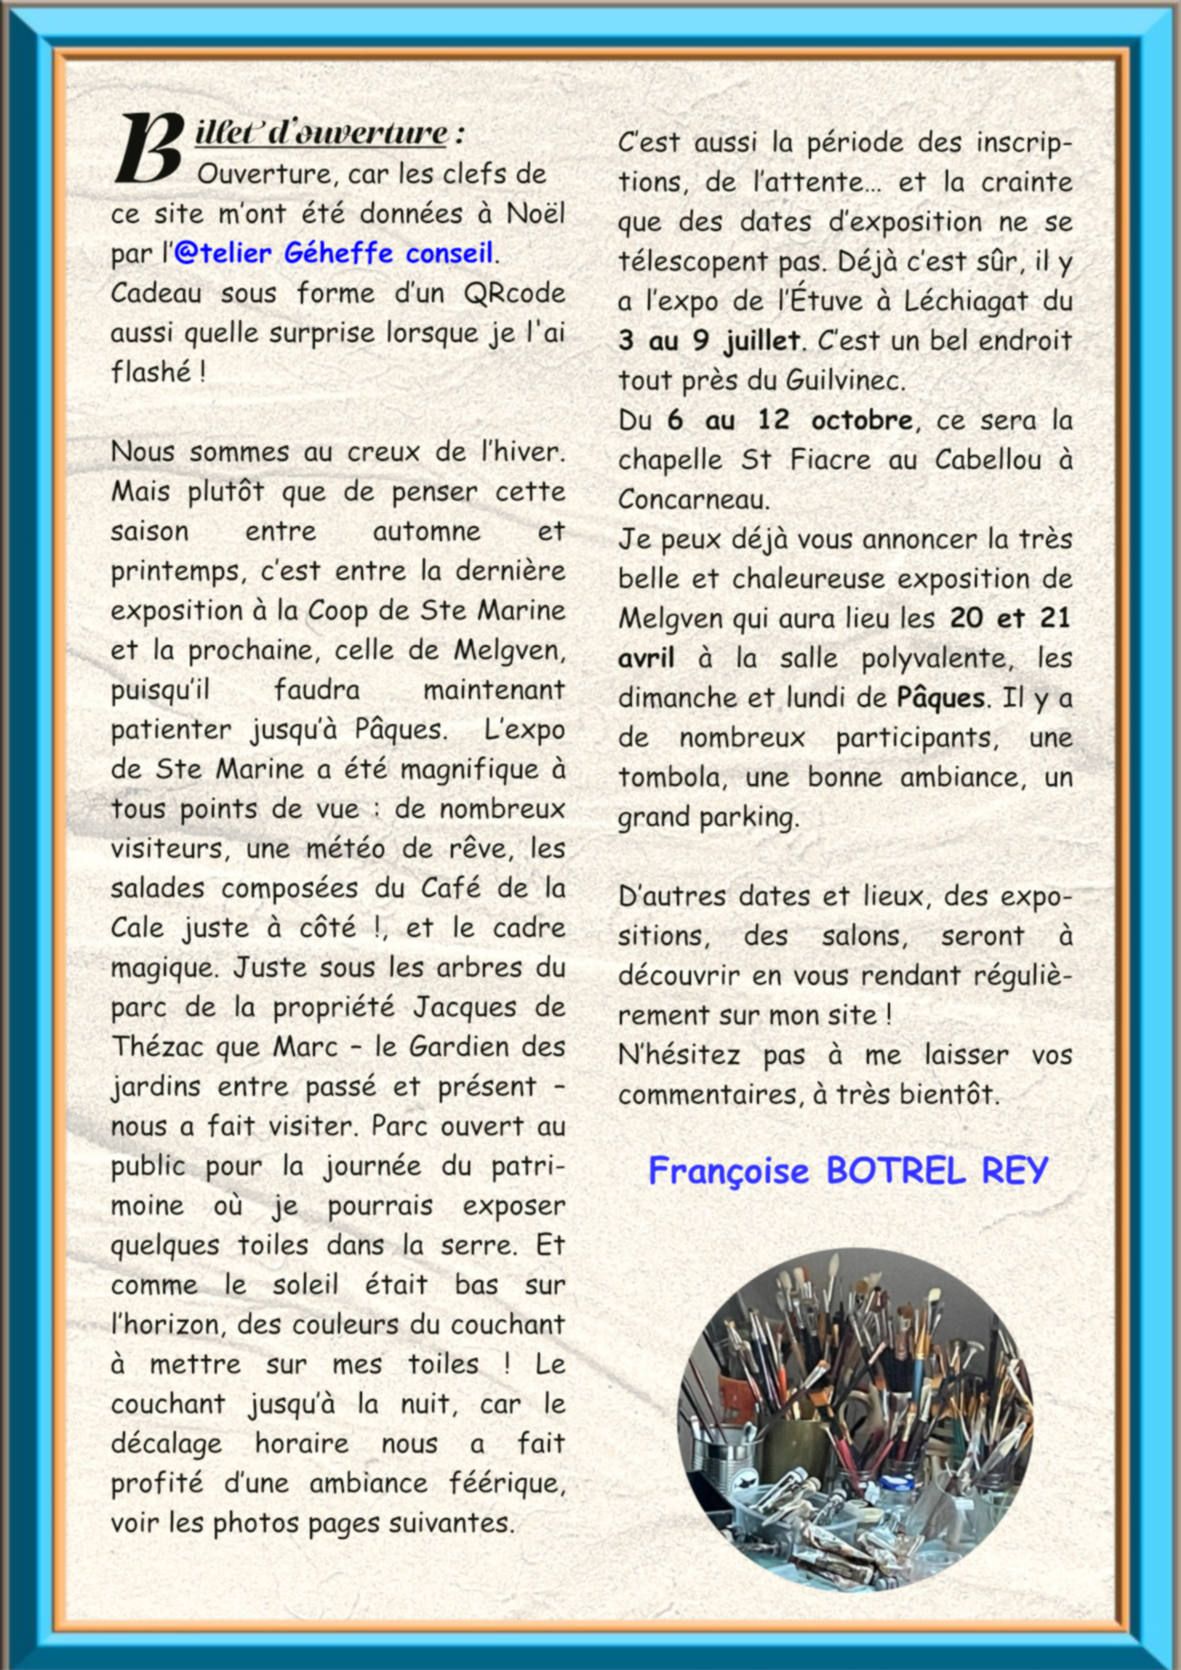 Billet d'ouverture :
Ouverture, car les clefs de
ce site m'ont été données à Noël
par l'@telier Géheffe conseil.
Cadeau sous forme d'un QRcode
aussi quelle surprise lorsque je l'ai
flashé !
Nous sommes au creux de l'hiver.
Mais plutôt que de penser cette
saison entre automne et
printemps, c'est entre la dernière
exposition à la Coop de Ste Marine
et la prochaine, celle de Melgven,
puisqu'il faudra maintenant
patienter jusqu'à Pâques. L'expo
de Ste Marine a été magnifique à
tous points de vue : de nombreux
visiteurs, une météo de rêve, les
salades composées du Café de la
Cale juste à côté !, et le cadre
magique. Juste sous les arbres du
parc de la propriété Jacques de
Thézac que Marc – le Gardien des
jardins entre passé et présent –
nous a fait visiter. Parc ouvert au
public pour la journée du patri-
moine où je pourrais exposer
quelques toiles dans la serre. Et
comme le soleil était bas sur
l'horizon, des couleurs du couchant
à mettre sur mes toiles ! Le
couchant jusqu'à la nuit, car le
décalage horaire nous a fait
profité d'une ambiance féérique,
voir les photos pages suivantes.
C'est aussi la période des inscrip-
tions, de l'attente... et la crainte
que des dates d'exposition ne se
télescopent pas. Déjà c'est sûr, il y
a l'expo de l'Étuve à Léchiagat du
3 au 9 juillet. C'est un bel endroit
tout près du Guilvinec.
Du 6 au 12 octobre, ce sera la
chapelle St Fiacre au Cabellou à
Concarneau.
Je peux déjà vous annoncer la très
belle et chaleureuse exposition de
Melgven qui aura lieu les 20 et 21
avril à la salle polyvalente, les
dimanche et lundi de Pâques. Il y a
de nombreux participants, une
tombola, une bonne ambiance, un
grand parking.
D'autres dates et lieux, des expo-
sitions, des salons, seront à
découvrir en vous rendant réguliè-
rement sur mon site !
N'hésitez pas à me laisser vos
commentaires, à très bientôt.
Françoise BOTREL REY